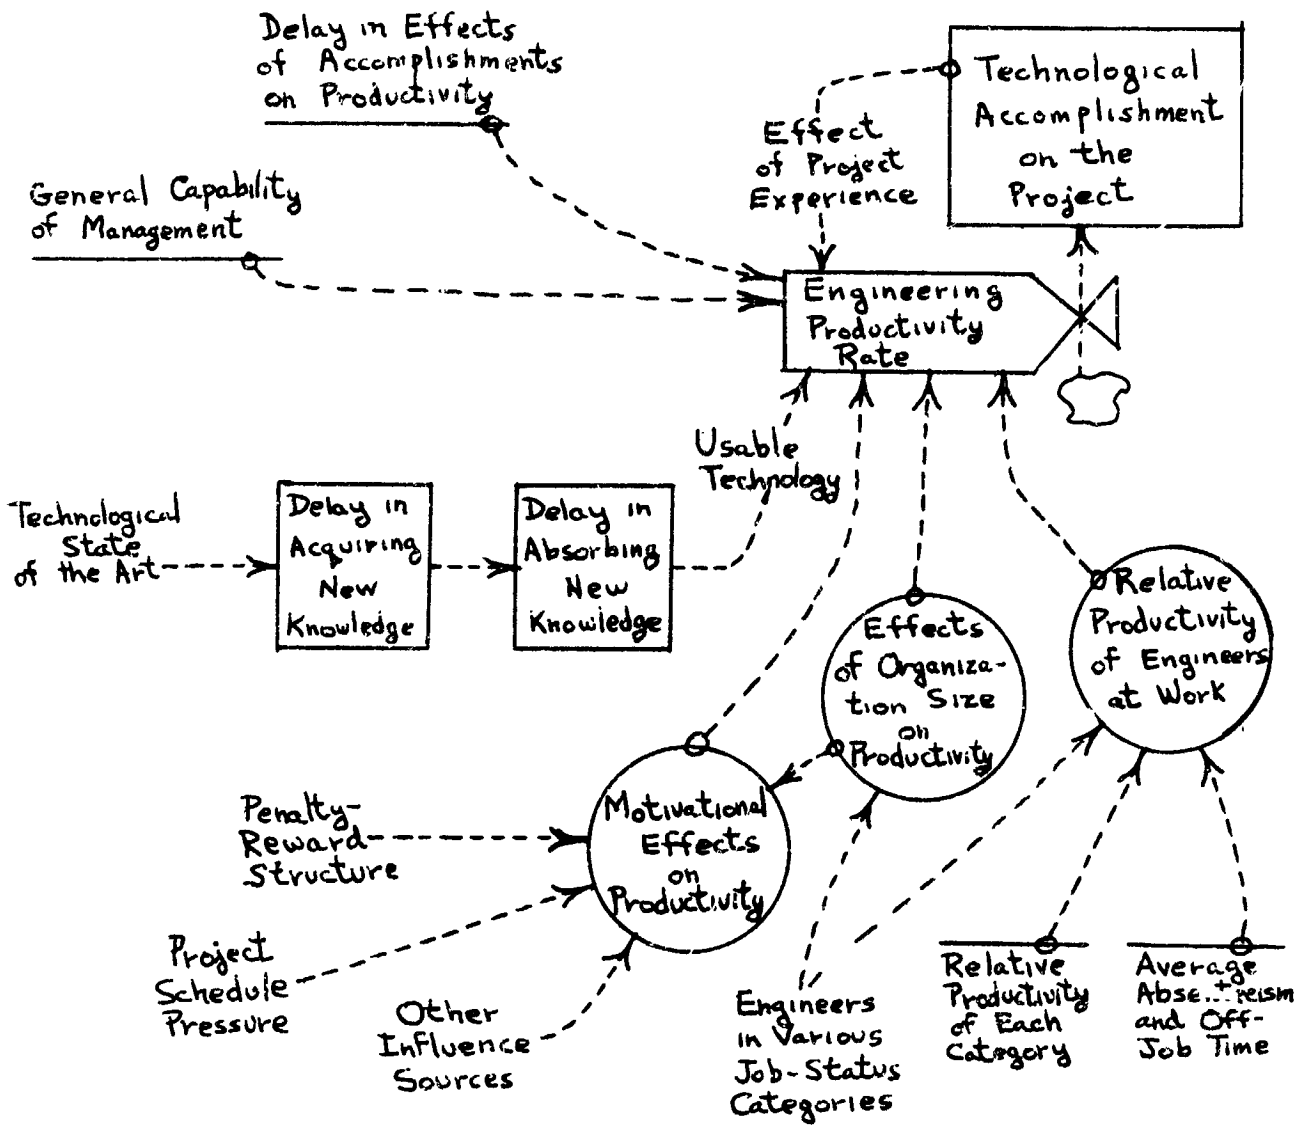 Delay in Effects
of Accomplishments
on Productivity
General Capability
of Management
Effect
of Project
Experience
Technological
Accomplishment
on the
Project
Engineering
Productivity
Rate
Usable
Technology
Technological
State
of the Art
Delay in
Acquiring
New
Knowledge
Delay in
Absorbing
New
Knowledge
Effects
of Organiza-
tion Size
on
Productivity
Relative
Productivity
of Engineers
at Work
Motivational
Effects
on
Productivity
Penalty-
Reward
Structure
Project
Schedule
Pressure
Other
Influence
Sources
Engineers
in Various
Job-Status
Categories
Relative
Productivity
of Each
Category
Average
and Off-
Job Time